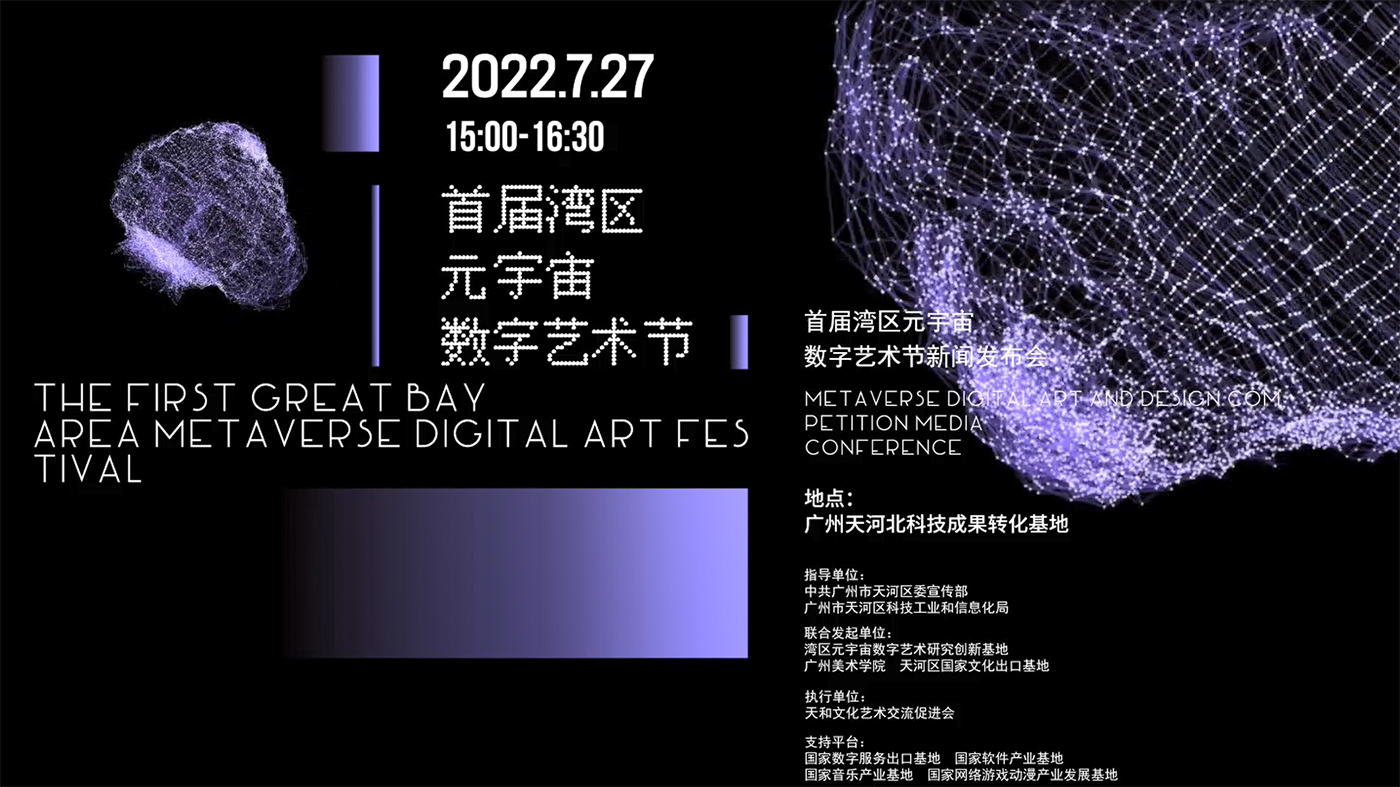 2022.7.27
15:00-16:30
首届湾区
元宇宙
数字艺术节
THE FIRST GREAT BAY
AREA METAVERSE DIGITAL ART FES
TIVAL
首届湾区元宇宙
数字艺术节新闻发布会
METAVERSE DIGITAL ART AND DESIGN COM
PETITION MEDIA
CONFERENCE
地点：
广州天河北科技成果转化基地
指导单位：
中共广州市天河区委宣传部
广州市天河区科技工业和信息化局
联合发起单位：
湾区元宇宙数字艺术研究创新基地
广州美术学院 天河区国家文化出口基地
执行单位：
天和文化艺术交流促进会
支持平台：
国家数字服务出口基地 国家软件产业基地
国家音乐产业基地 国家网络游戏动漫产业发展基地